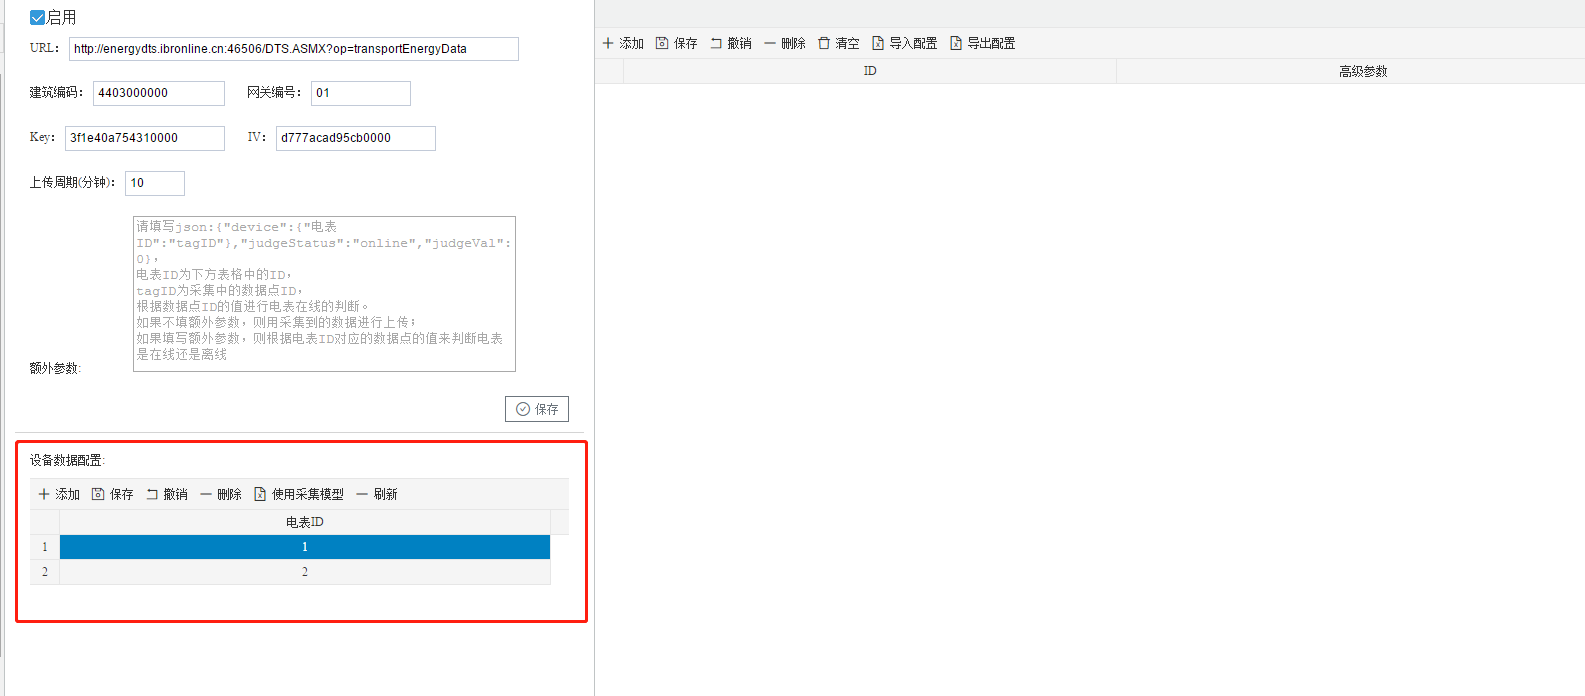 启用
URL: http://energydts.ibronline.cn:46506/DTS.ASMX?op=transportEnergyData
建筑编码: 4403000000 网关编号: 01
Key: 3f1e40a754310000 IV: d777acad95cb0000
上传周期(分钟): 10
请填写json:{"device":{"电表
ID":"tagID"},"judgeStatus":"online","judgeVal":
0},
电表ID为下方表格中的ID,
tagID为采集中的数据点ID,
根据数据点ID的值进行电表在线的判断。
如果不填额外参数,则用采集到的数据进行上传;
如果填写额外参数,则根据电表ID对应的数据点的值来判断电表
是在线还是离线
额外参数:
保存
设备数据配置:
添加 保存 撤销 删除 使用采集模型 刷新
电表ID
1 1
2 2
添加 保存 撤销 删除 清空 导入配置 导出配置
ID 高级参数